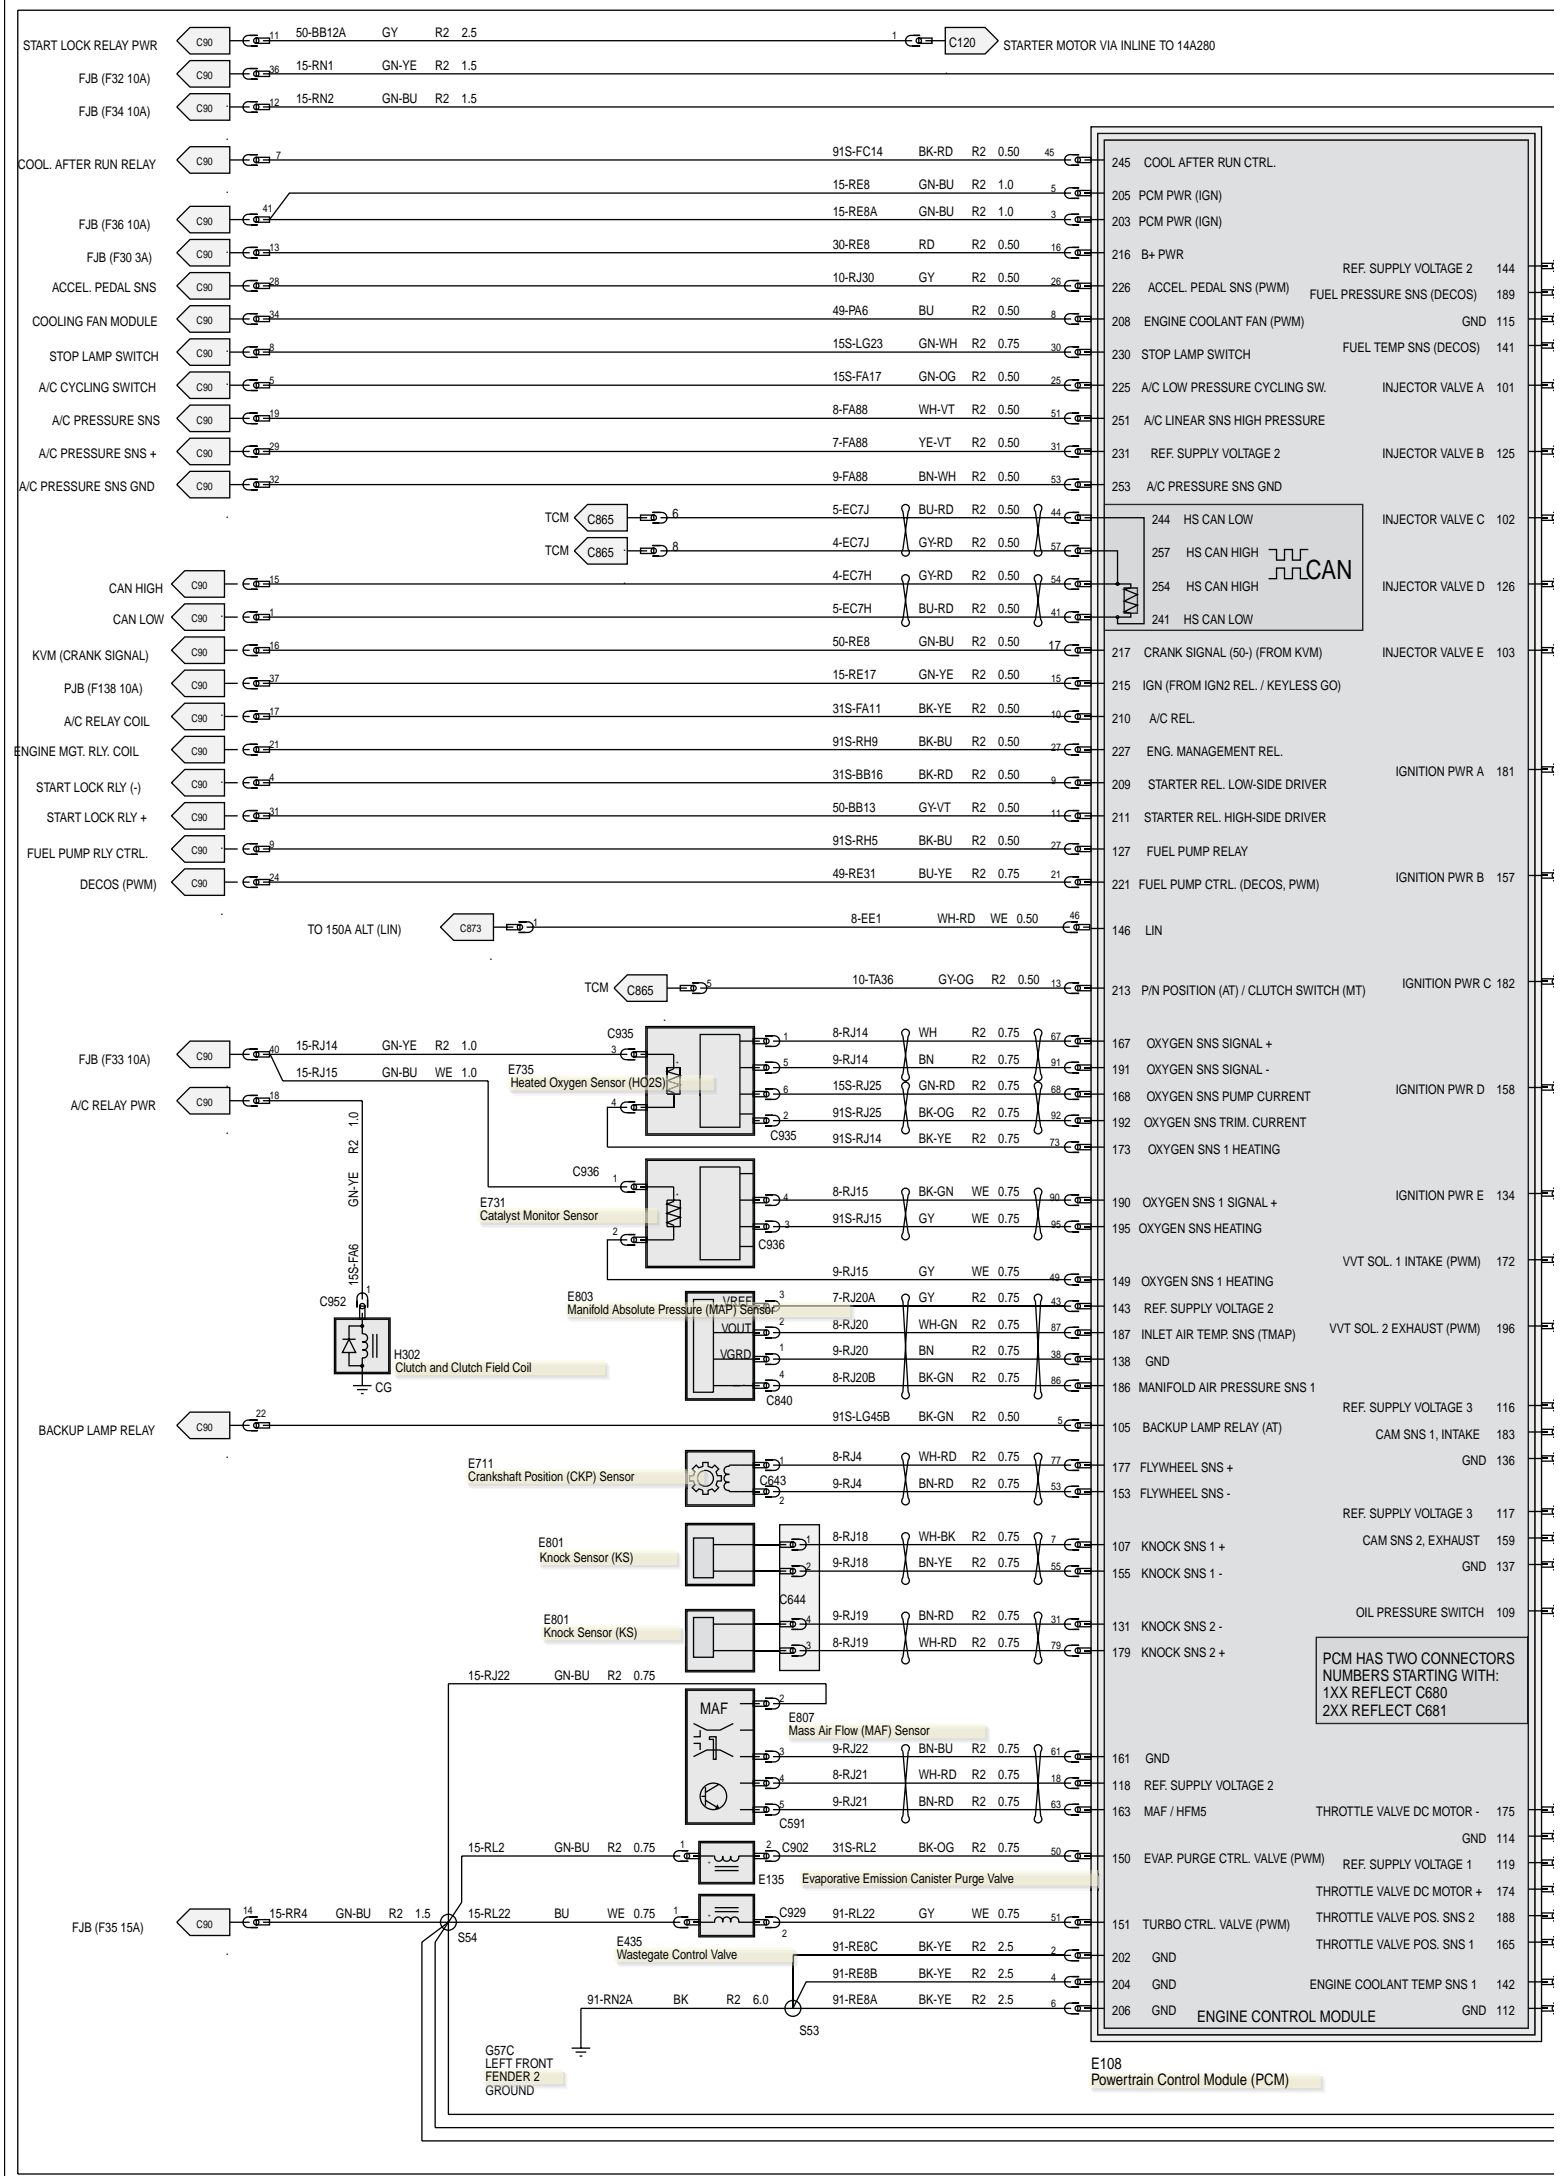 START LOCK RELAY PWR C90 11 50-BB12A GY R2 2.5 1 C120 STARTER MOTOR VIA INLINE TO 14A280
FJB (F32 10A) C90 36 15-RN1 GN-YE R2 1.5
FJB (F34 10A) C90 12 15-RN2 GN-BU R2 1.5
COOL. AFTER RUN RELAY C90 7 91S-FC14 BK-RD R2 0.50 45 245 COOL AFTER RUN CTRL.
15-RE8 GN-BU R2 1.0 5 205 PCM PWR (IGN)
FJB (F36 10A) C90 41 15-RE8A GN-BU R2 1.0 3 203 PCM PWR (IGN)
FJB (F30 3A) C90 13 30-RE8 RD R2 0.50 16 216 B+ PWR
REF. SUPPLY VOLTAGE 2 144
ACCEL. PEDAL SNS C90 28 10-RJ30 GY R2 0.50 26 226 ACCEL. PEDAL SNS (PWM)
FUEL PRESSURE SNS (DECOS) 189
COOLING FAN MODULE C90 34 49-PA6 BU R2 0.50 8 208 ENGINE COOLANT FAN (PWM) GND 115
STOP LAMP SWITCH C90 8 15S-LG23 GN-WH R2 0.75 30 230 STOP LAMP SWITCH FUEL TEMP SNS (DECOS) 141
A/C CYCLING SWITCH C90 5 15S-FA17 GN-OG R2 0.50 25 225 A/C LOW PRESSURE CYCLING SW. INJECTOR VALVE A 101
A/C PRESSURE SNS C90 19 8-FA88 WH-VT R2 0.50 51 251 A/C LINEAR SNS HIGH PRESSURE
A/C PRESSURE SNS + C90 29 7-FA88 YE-VT R2 0.50 31 231 REF. SUPPLY VOLTAGE 2 INJECTOR VALVE B 125
A/C PRESSURE SNS GND C90 32 9-FA88 BN-WH R2 0.50 53 253 A/C PRESSURE SNS GND
TCM C865 6 5-EC7J BU-RD R2 0.50 44 244 HS CAN LOW INJECTOR VALVE C 102
TCM C865 8 4-EC7J GY-RD R2 0.50 57 257 HS CAN HIGH
CAN
CAN HIGH C90 15 4-EC7H GY-RD R2 0.50 54 254 HS CAN HIGH INJECTOR VALVE D 126
CAN LOW C90 1 5-EC7H BU-RD R2 0.50 41 241 HS CAN LOW
KVM (CRANK SIGNAL) C90 16 50-RE8 GN-BU R2 0.50 17 217 CRANK SIGNAL (50-) (FROM KVM) INJECTOR VALVE E 103
PJB (F138 10A) C90 37 15-RE17 GN-YE R2 0.50 15 215 IGN (FROM IGN2 REL. / KEYLESS GO)
A/C RELAY COIL C90 17 31S-FA11 BK-YE R2 0.50 10 210 A/C REL.
ENGINE MGT. RLY. COIL C90 21 91S-RH9 BK-BU R2 0.50 27 227 ENG. MANAGEMENT REL.
IGNITION PWR A 181
START LOCK RLY (-) C90 4 31S-BB16 BK-RD R2 0.50 9 209 STARTER REL. LOW-SIDE DRIVER
START LOCK RLY + C90 31 50-BB13 GY-VT R2 0.50 11 211 STARTER REL. HIGH-SIDE DRIVER
FUEL PUMP RLY CTRL. C90 9 91S-RH5 BK-BU R2 0.50 27 127 FUEL PUMP RELAY
DECOS (PWM) C90 24 49-RE31 BU-YE R2 0.75 21 221 FUEL PUMP CTRL. (DECOS, PWM) IGNITION PWR B 157
TO 150A ALT (LIN) C873 1 8-EE1 WH-RD WE 0.50 46 146 LIN
TCM C865 5 10-TA36 GY-OG R2 0.50 13 213 P/N POSITION (AT) / CLUTCH SWITCH (MT) IGNITION PWR C 182
C935 1 8-RJ14 WH R2 0.75 67 167 OXYGEN SNS SIGNAL +
FJB (F33 10A) C90 40 15-RJ14 GN-YE R2 1.0 3
E735 5 9-RJ14 BN R2 0.75 91 191 OXYGEN SNS SIGNAL -
15-RJ15 GN-BU WE 1.0 Heated Oxygen Sensor (HO2S)
6 15S-RJ25 GN-RD R2 0.75 68 168 OXYGEN SNS PUMP CURRENT IGNITION PWR D 158
A/C RELAY PWR C90 18 4
2 91S-RJ25 BK-OG R2 0.75 92 192 OXYGEN SNS TRIM. CURRENT
C935 91S-RJ14 BK-YE R2 0.75 73 173 OXYGEN SNS 1 HEATING
15S-FA6 GN-YE R2 1.0
C936 1
E731 4 8-RJ15 BK-GN WE 0.75 90 190 OXYGEN SNS 1 SIGNAL + IGNITION PWR E 134
Catalyst Monitor Sensor
2 3 91S-RJ15 GY WE 0.75 95 195 OXYGEN SNS HEATING
C936
VVT SOL. 1 INTAKE (PWM) 172
9-RJ15 GY WE 0.75 49 149 OXYGEN SNS 1 HEATING
C952 1
E803 VREF 3 7-RJ20A GY R2 0.75 43 143 REF. SUPPLY VOLTAGE 2
Manifold Absolute Pressure (MAP) Sensor
VOUT 2 8-RJ20 WH-GN R2 0.75 87 187 INLET AIR TEMP. SNS (TMAP) VVT SOL. 2 EXHAUST (PWM) 196
H302 VGRD 1 9-RJ20 BN R2 0.75 38 138 GND
Clutch and Clutch Field Coil
CG 4 8-RJ20B BK-GN R2 0.75 86 186 MANIFOLD AIR PRESSURE SNS 1
C840
REF. SUPPLY VOLTAGE 3 116
BACKUP LAMP RELAY C90 22 91S-LG45B BK-GN R2 0.50 5 105 BACKUP LAMP RELAY (AT)
CAM SNS 1, INTAKE 183
E711 1 8-RJ4 WH-RD R2 0.75 77 177 FLYWHEEL SNS + GND 136
Crankshaft Position (CKP) Sensor C643
2 9-RJ4 BN-RD R2 0.75 53 153 FLYWHEEL SNS -
REF. SUPPLY VOLTAGE 3 117
E801 1 8-RJ18 WH-BK R2 0.75 7 107 KNOCK SNS 1 + CAM SNS 2, EXHAUST 159
Knock Sensor (KS)
2 9-RJ18 BN-YE R2 0.75 55 155 KNOCK SNS 1 - GND 137
C644
E801 4 9-RJ19 BN-RD R2 0.75 31 131 KNOCK SNS 2 - OIL PRESSURE SWITCH 109
Knock Sensor (KS)
3 8-RJ19 WH-RD R2 0.75 79 179 KNOCK SNS 2 +
PCM HAS TWO CONNECTORS
NUMBERS STARTING WITH:
1XX REFLECT C680
2XX REFLECT C681
15-RJ22 GN-BU R2 0.75
MAF 2
E807
Mass Air Flow (MAF) Sensor
3 9-RJ22 BN-BU R2 0.75 61 161 GND
4 8-RJ21 WH-RD R2 0.75 18 118 REF. SUPPLY VOLTAGE 2
5 9-RJ21 BN-RD R2 0.75 63 163 MAF / HFM5 THROTTLE VALVE DC MOTOR - 175
C591
GND 114
15-RL2 GN-BU R2 0.75 1 2 C902 31S-RL2 BK-OG R2 0.75 50 150 EVAP. PURGE CTRL. VALVE (PWM) REF. SUPPLY VOLTAGE 1 119
E135 Evaporative Emission Canister Purge Valve
THROTTLE VALVE DC MOTOR + 174
FJB (F35 15A) C90 14 15-RR4 GN-BU R2 1.5 15-RL22 BU WE 0.75 1 C929 2 91-RL22 GY WE 0.75 51 151 TURBO CTRL. VALVE (PWM) THROTTLE VALVE POS. SNS 2 188
S54
E435
Wastegate Control Valve
91-RE8C BK-YE R2 2.5 2 202 GND THROTTLE VALVE POS. SNS 1 165
91-RE8B BK-YE R2 2.5 4 204 GND ENGINE COOLANT TEMP SNS 1 142
91-RN2A BK R2 6.0 91-RE8A BK-YE R2 2.5 6 206 GND GND 112
ENGINE CONTROL MODULE
S53
G57C
LEFT FRONT
FENDER 2
GROUND
E108
Powertrain Control Module (PCM)